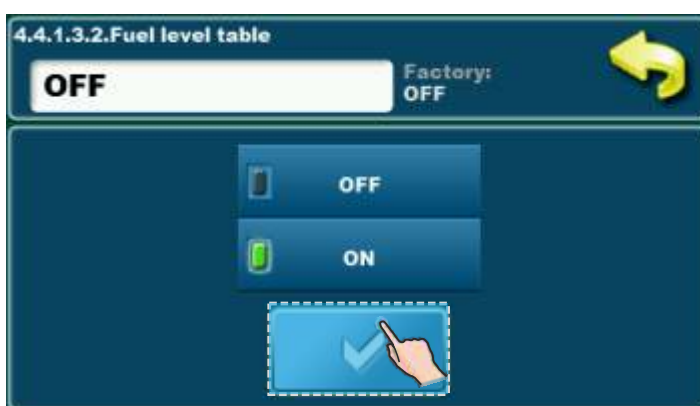 4.4.1.3.2.Fuel level table
OFF
Factory:
OFF
OFF
ON